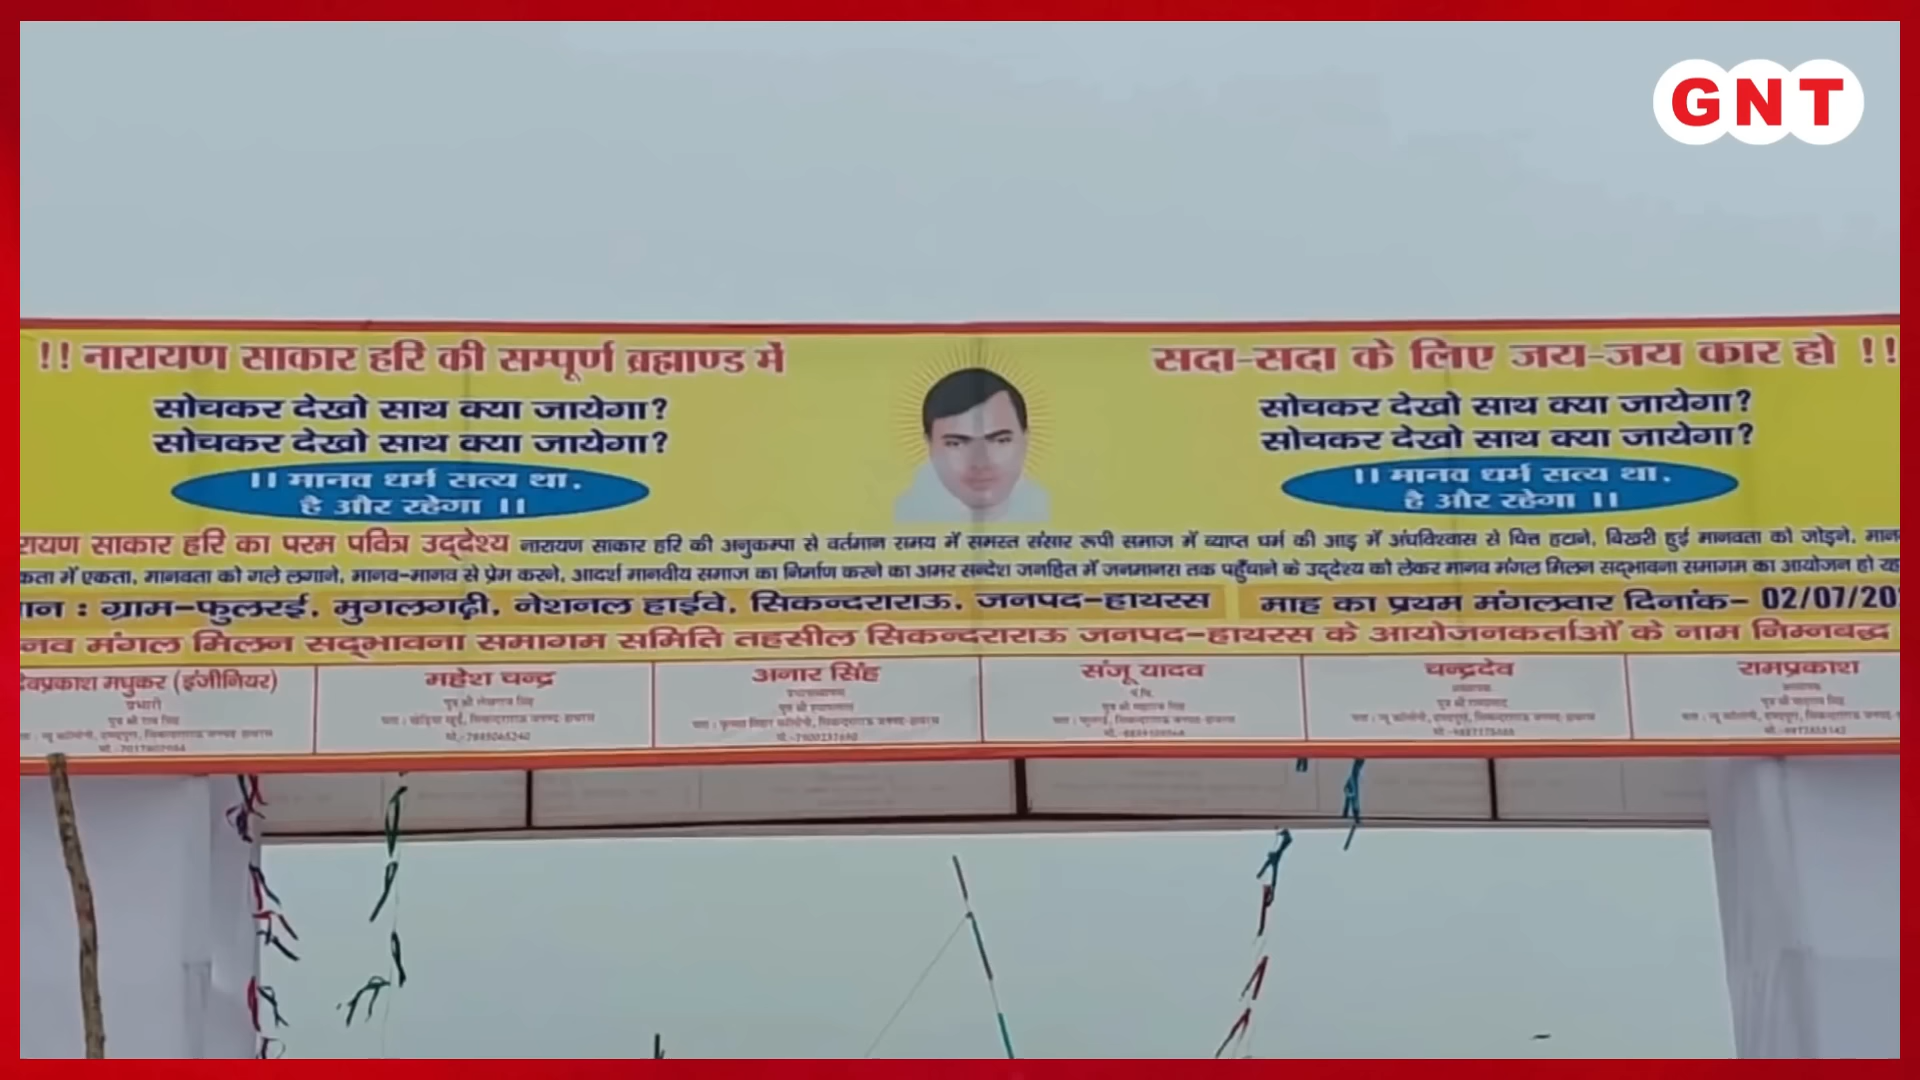 GNT
!! नारायण साकार हरि की सम्पूर्ण ब्रह्माण्ड में
सदा-सदा के लिए जय-जय कार हो !!
सोचकर देखो साथ क्या जायेगा?
सोचकर देखो साथ क्या जायेगा?
।। मानव धर्म सत्य था,
है और रहेगा ।।
सोचकर देखो साथ क्या जायेगा?
सोचकर देखो साथ क्या जायेगा?
।। मानव धर्म सत्य था,
है और रहेगा ।।
रायण साकार हरि का परम पवित्र उद्देश्य नारायण साकार हरि की अनुकम्पा से वर्तमान समय में समस्त संसार रूपी समाज में व्याप्त धर्म की आड़ में अंधविश्वास से चित्त हटाने, बिखरी हुई मानवता को जोड़ने, मान
कता में एकता, मानवता को गले लगाने, मानव-मानव से प्रेम करने, आदर्श मानवीय समाज का निर्माण करने का अमर सन्देश जनहित में जनमानस तक पहुँचाने के उद्देश्य को लेकर मानव मंगल मिलन सद्भावना समागम का आयोजन हो रह
ान : ग्राम-फुलरई, मुगलगढ़ी, नेशनल हाईवे, सिकन्दराराऊ, जनपद-हाथरस माह का प्रथम मंगलवार दिनांक- 02/07/20
नव मंगल मिलन सद्भावना समागम समिति तहसील सिकन्दराराऊ जनपद-हाथरस के आयोजनकर्ताओं के नाम निम्नबद्ध
देवप्रकाश मधुकर (इंजीनियर)
प्रभारी
महेश चन्द्र
अनार सिंह
संजू यादव
चन्द्रदेव
रामप्रकाश